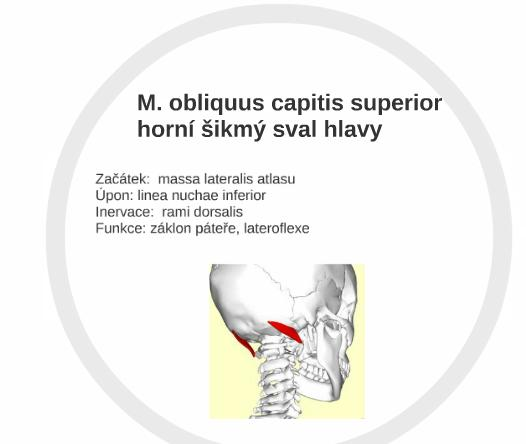 M. obliquus capitis superior
horní šikmý sval hlavy
Začátek: massa lateralis atlasu
Úpon: linea nuchae inferior
Inervace: rami dorsalis
Funkce: záklon páteře, lateroflexe